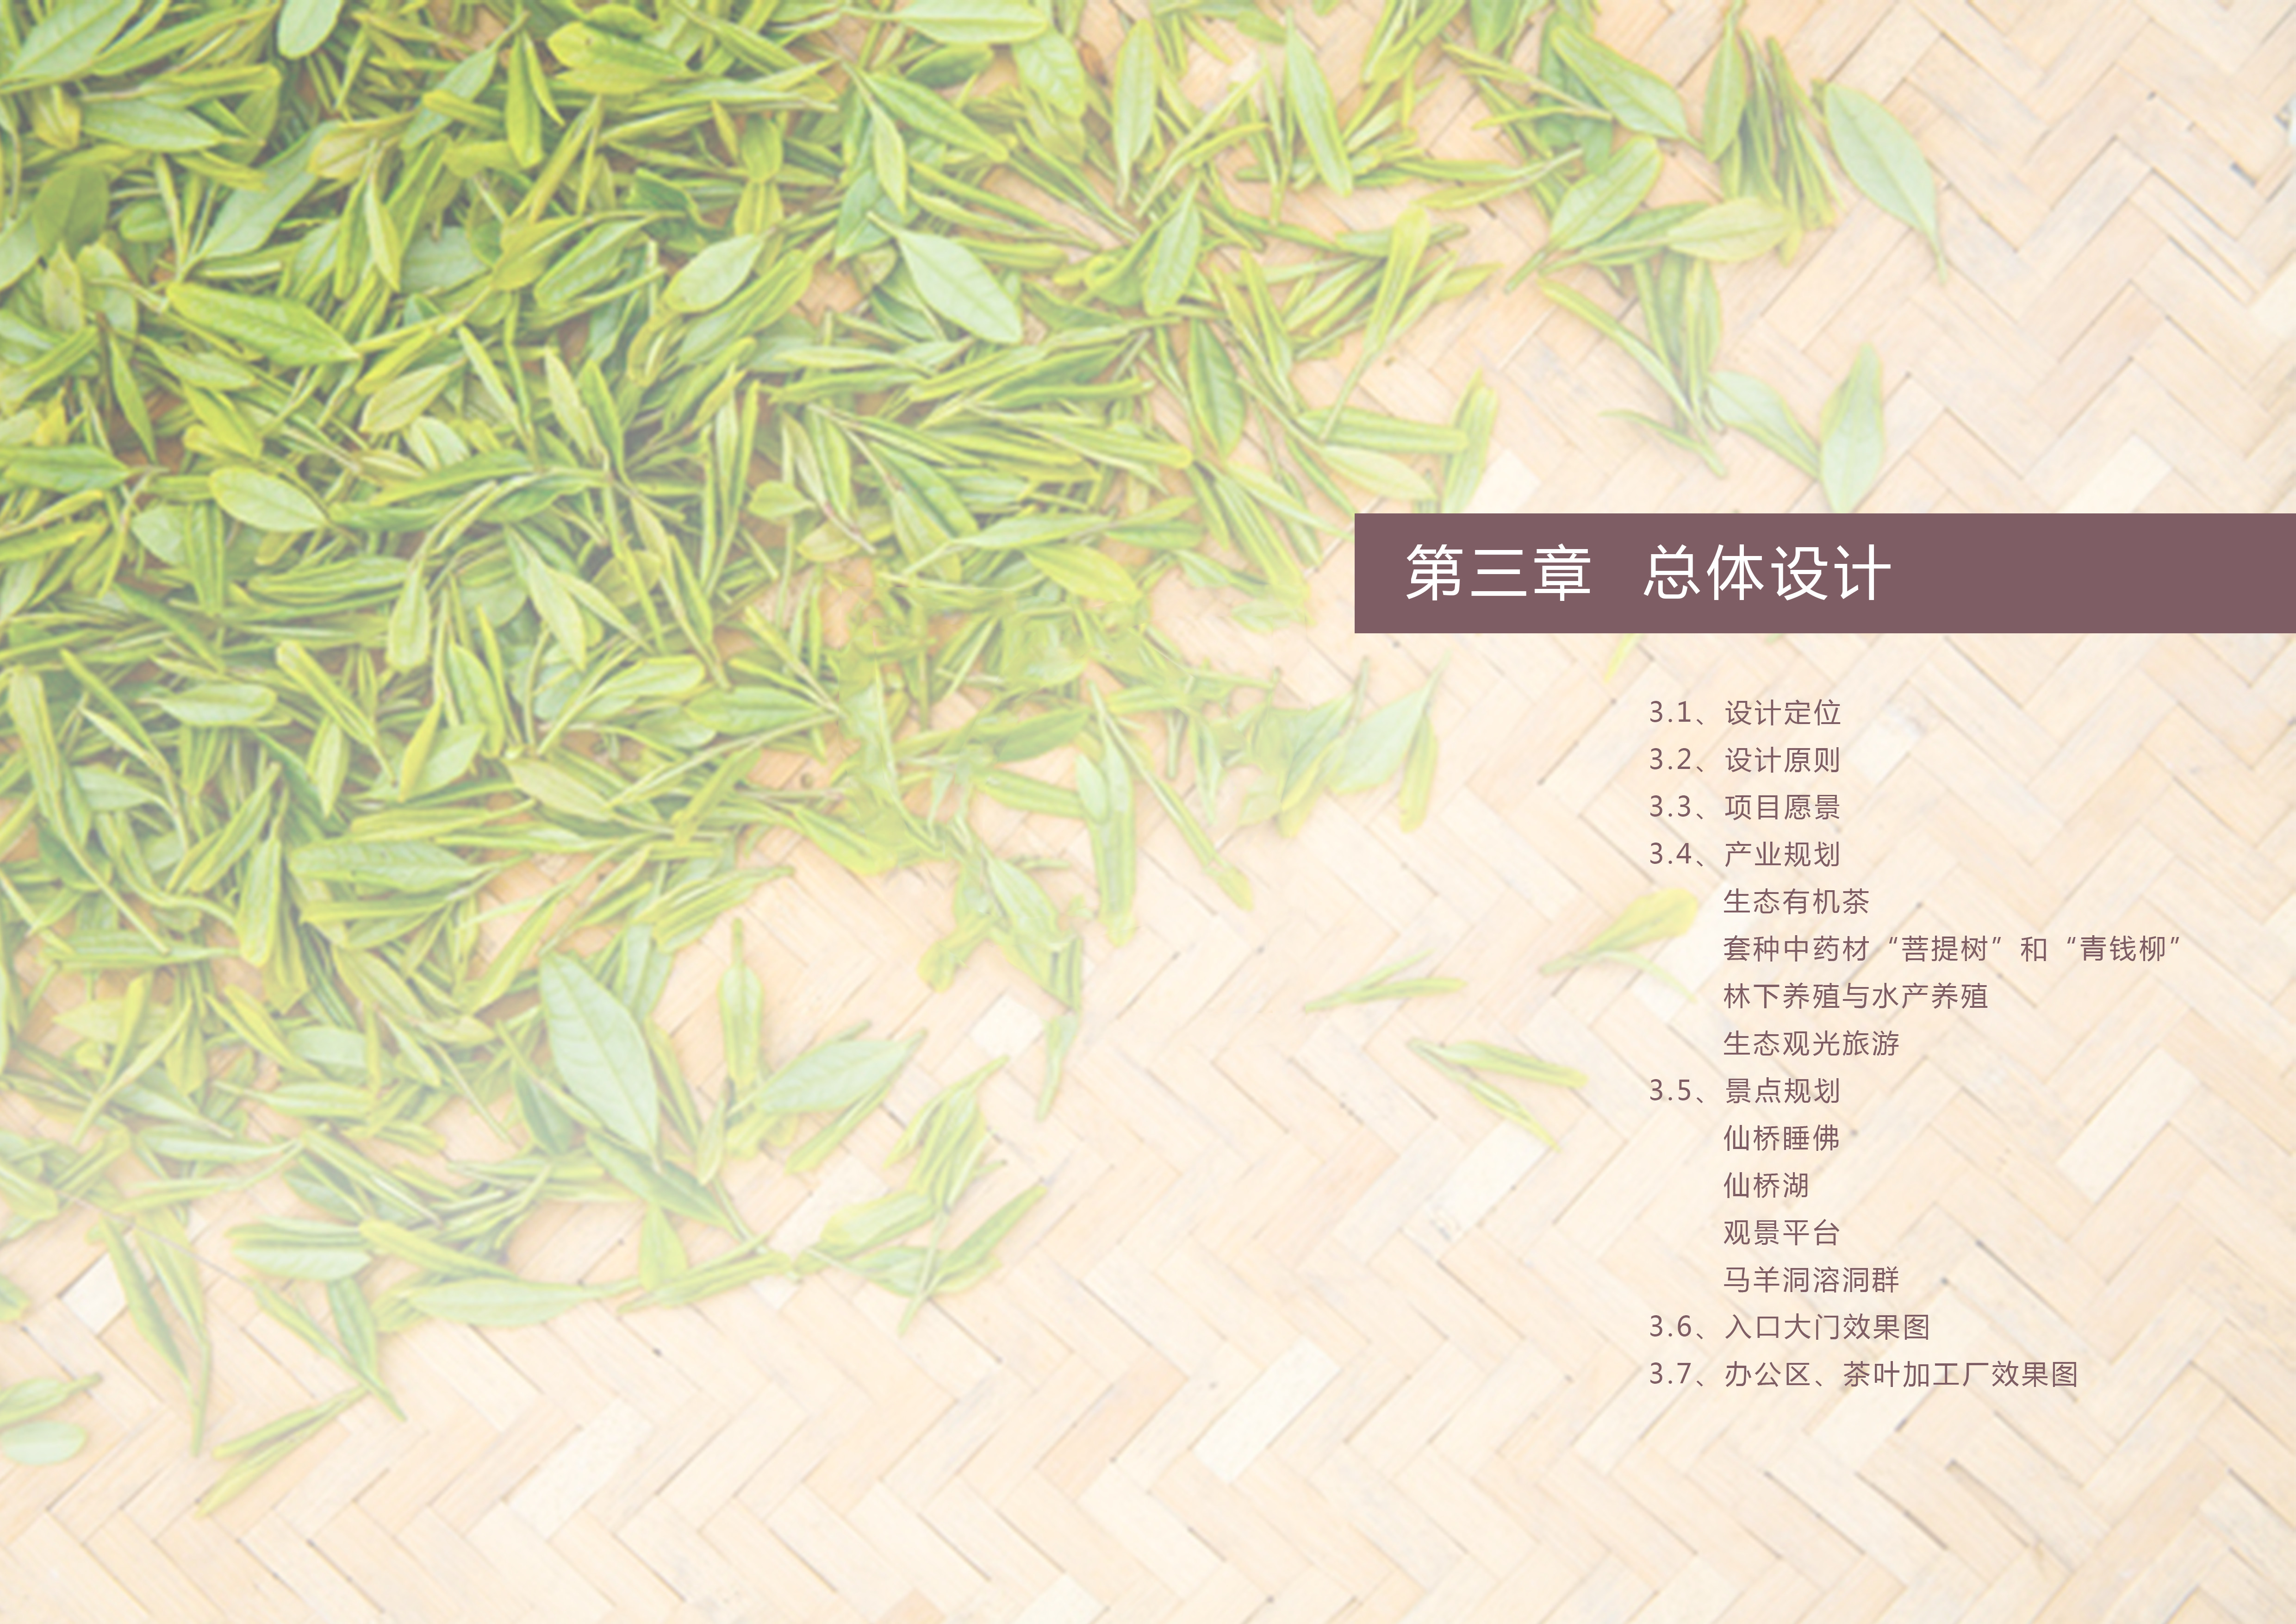 第三章 总体设计
3.1、设计定位
3.2、设计原则
3.3、项目愿景
3.4、产业规划
生态有机茶
套种中药材“菩提树”和“青钱柳”
林下养殖与水产养殖
生态观光旅游
3.5、景点规划
仙桥睡佛
仙桥湖
观景平台
马羊洞溶洞群
3.6、入口大门效果图
3.7、办公区、茶叶加工厂效果图